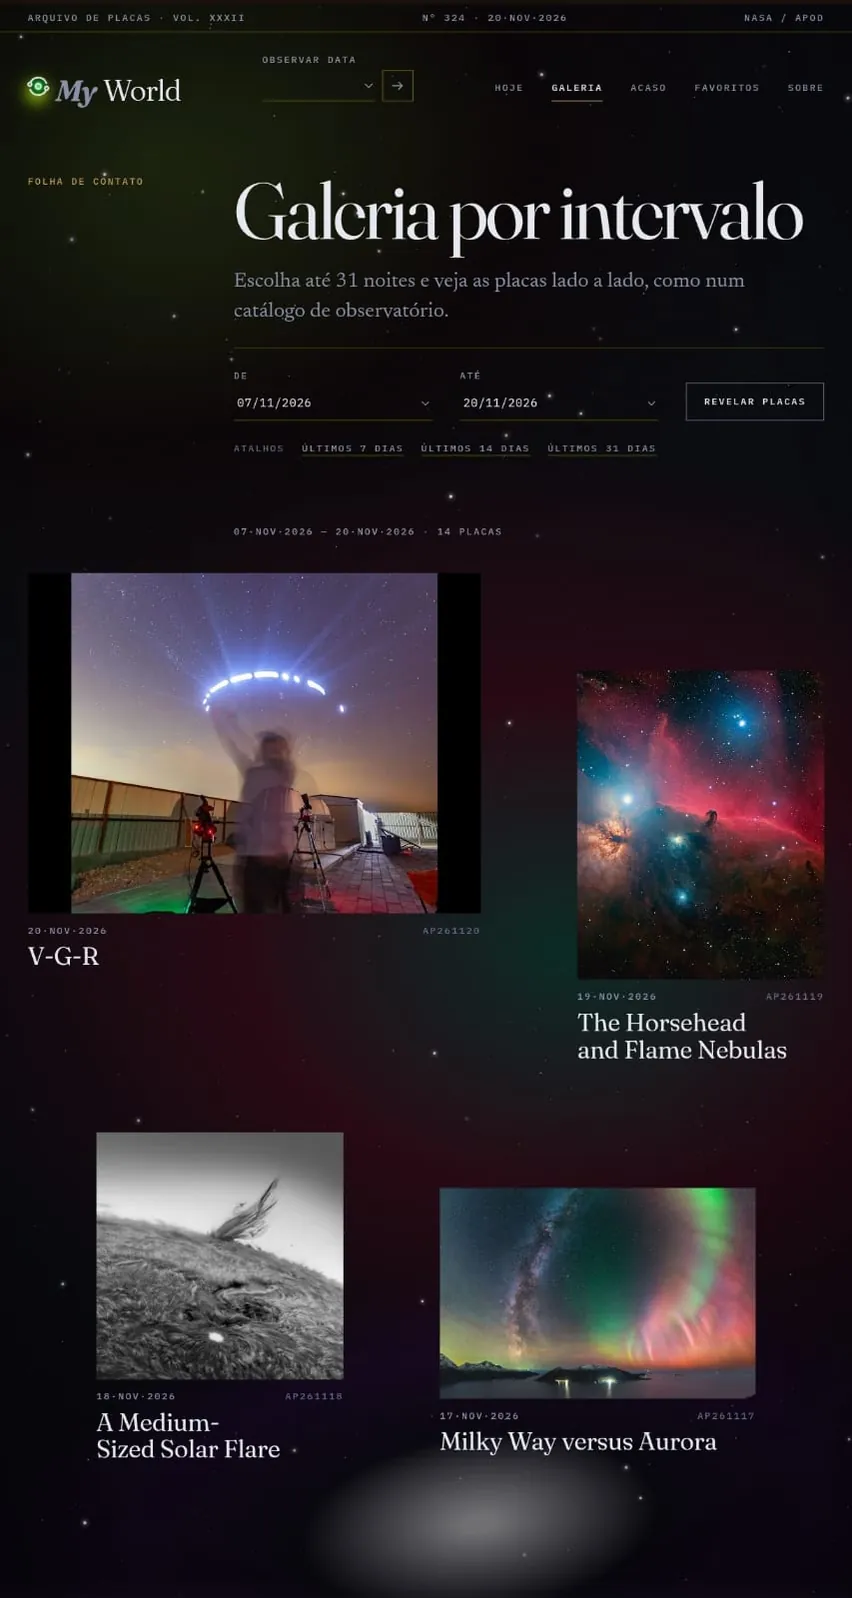 ARQUIVO DE PLACAS · VOL. XXXII
Nº 324 · 20·NOV·2026
NASA / APOD
OBSERVAR DATA
My World
HOJE
GALERIA
ACASO
FAVORITOS
SOBRE
FOLHA DE CONTATO
Galeria por intervalo
Escolha até 31 noites e veja as placas lado a lado, como num
catálogo de observatório.
DE
ATÉ
07/11/2026
20/11/2026
REVELAR PLACAS
ATALHOS
ÚLTIMOS 7 DIAS
ÚLTIMOS 14 DIAS
ÚLTIMOS 31 DIAS
07·NOV·2026 — 20·NOV·2026 · 14 PLACAS
20·NOV·2026
AP261120
V-G-R
19·NOV·2026
AP261119
The Horsehead
and Flame Nebulas
18·NOV·2026
AP261118
A Medium-
Sized Solar Flare
17·NOV·2026
AP261117
Milky Way versus Aurora